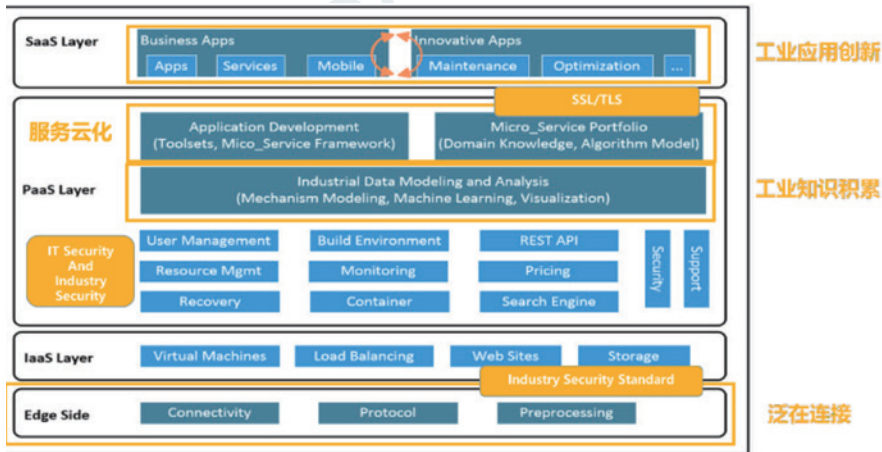 SaaS Layer
Business Apps
Innovative Apps
Apps
Services
Mobile
Maintenance
Optimization
...
工业应用创新
SSL/TLS
服务云化
Application Development
(Toolsets, Mico_Service Framework)
Micro_Service Portfolio
(Domain Knowledge, Algorithm Model)
PaaS Layer
Industrial Data Modeling and Analysis
(Mechanism Modeling, Machine Learning, Visualization)
工业知识积累
IT Security
And
Industry
Security
User Management
Build Environment
REST API
Resource Mgmt
Monitoring
Pricing
Recovery
Container
Search Engine
Security
Support
IaaS Layer
Virtual Machines
Load Balancing
Web Sites
Storage
Industry Security Standard
Edge Side
Connectivity
Protocol
Preprocessing
泛在连接